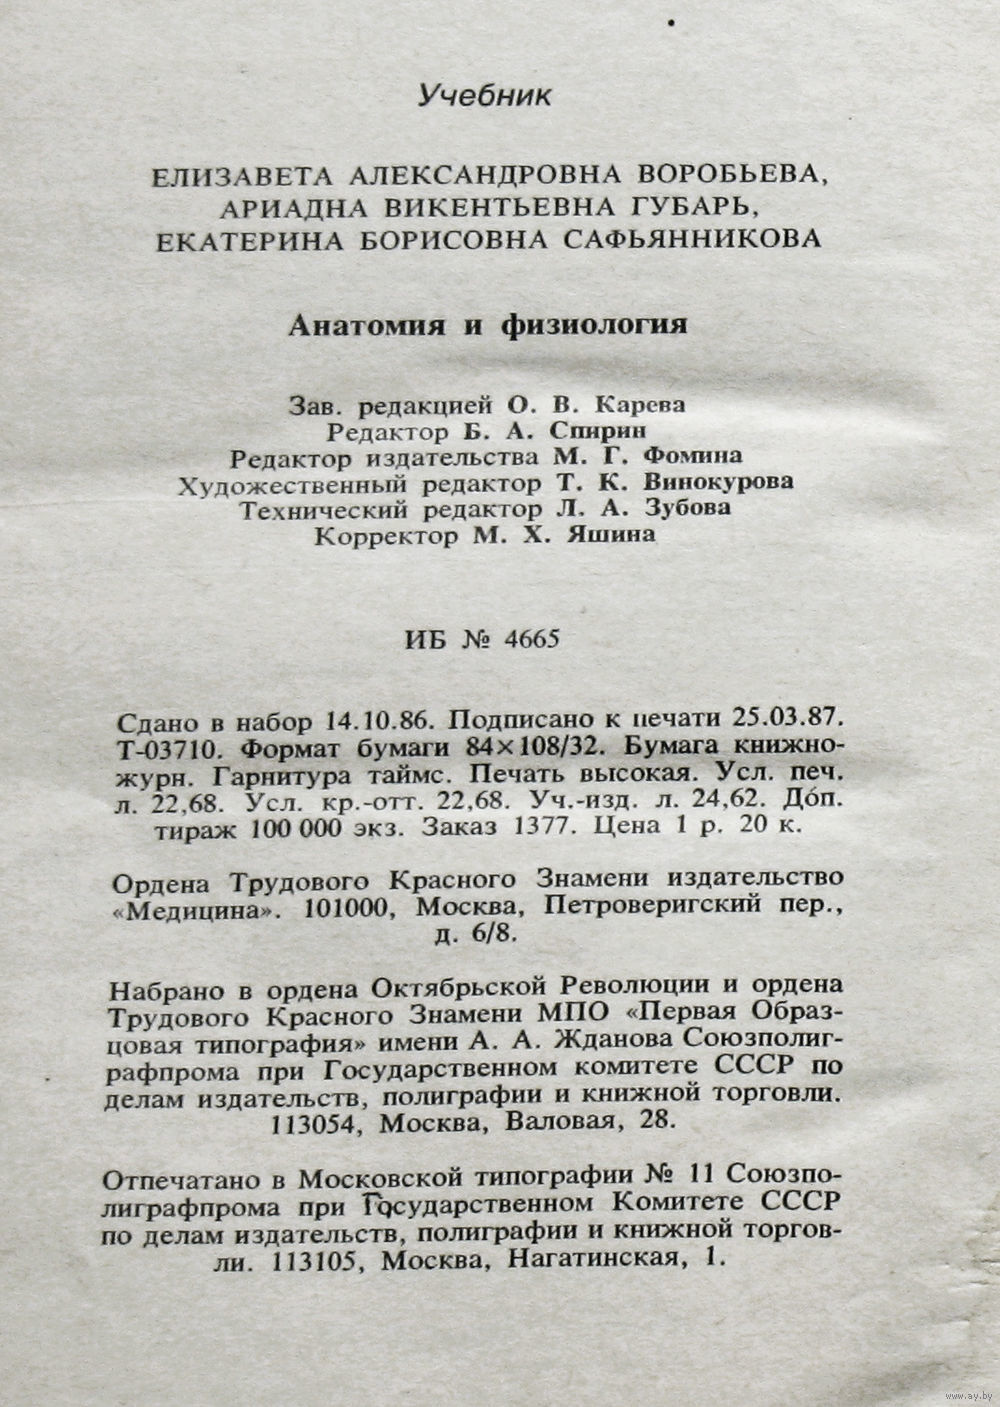 Учебник
ЕЛИЗАВЕТА АЛЕКСАНДРОВНА ВОРОБЬЕВА,
АРИАДНА ВИКЕНТЬЕВНА ГУБАРЬ,
ЕКАТЕРИНА БОРИСОВНА САФЬЯННИКОВА
Анатомия и физиология
Зав. редакцией О. В. Карева
Редактор Б. А. Спирин
Редактор издательства М. Г. Фомина
Художественный редактор Т. К. Винокурова
Технический редактор Л. А. Зубова
Корректор М. Х. Яшина
ИБ № 4665
Сдано в набор 14.10.86. Подписано к печати 25.03.87.
Т-03710. Формат бумаги 84×108/32. Бумага книжно-
журн. Гарнитура таймс. Печать высокая. Усл. печ.
л. 22,68. Усл. кр.-отт. 22,68. Уч.-изд. л. 24,62. Доп.
тираж 100 000 экз. Заказ 1377. Цена 1 р. 20 к.
Ордена Трудового Красного Знамени издательство
«Медицина». 101000, Москва, Петроверигский пер.,
д. 6/8.
Набрано в ордена Октябрьской Революции и ордена
Трудового Красного Знамени МПО «Первая Образ-
цовая типография» имени А. А. Жданова Союзполиг-
рафпрома при Государственном комитете СССР по
делам издательств, полиграфии и книжной торговли.
113054, Москва, Валовая, 28.
Отпечатано в Московской типографии № 11 Союзпо-
лиграфпрома при Государственном Комитете СССР
по делам издательств, полиграфии и книжной торгов-
ли. 113105, Москва, Нагатинская, 1.
www.ay.by